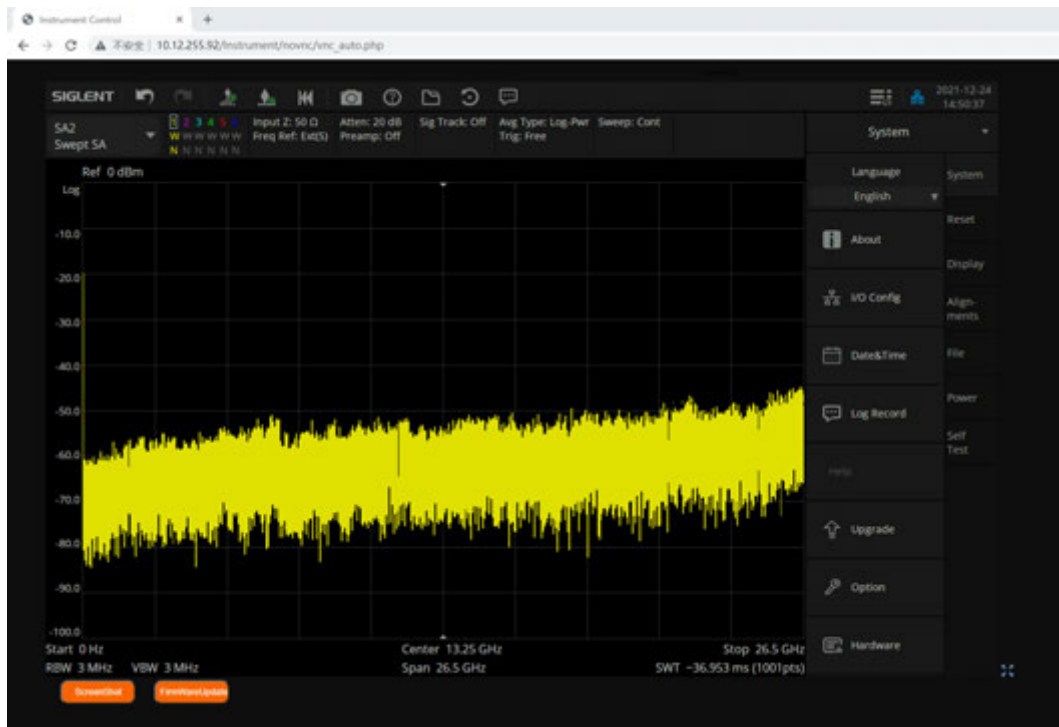 Instrument Control × +
不安全 | 10.12.255.92/Instrument/novnc/vnc_auto.php
SIGLENT
2021-12-24
14:50:37
SA2
Swept SA
1 2 3 4 5 6
W W W W W W
N N N N N N
Input Z: 50 Ω
Freq Ref: Ext(S)
Atten: 20 dB
Preamp: Off
Sig Track: Off
Avg Type: Log-Pwr
Trig: Free
Sweep: Cont
System
Ref 0 dBm
Log
-10.0
-20.0
-30.0
-40.0
-50.0
-60.0
-70.0
-80.0
-90.0
-100.0
Start 0 Hz
Center 13.25 GHz
Stop 26.5 GHz
RBW 3 MHz
VBW 3 MHz
Span 26.5 GHz
SWT ~36.953 ms (1001pts)
Language
English
About
I/O Config
Date&Time
Log Record
Help
Upgrade
Option
Hardware
System
Reset
Display
Align-
ments
File
Power
Self
Test
ScreenShot
FirmWareUpdate